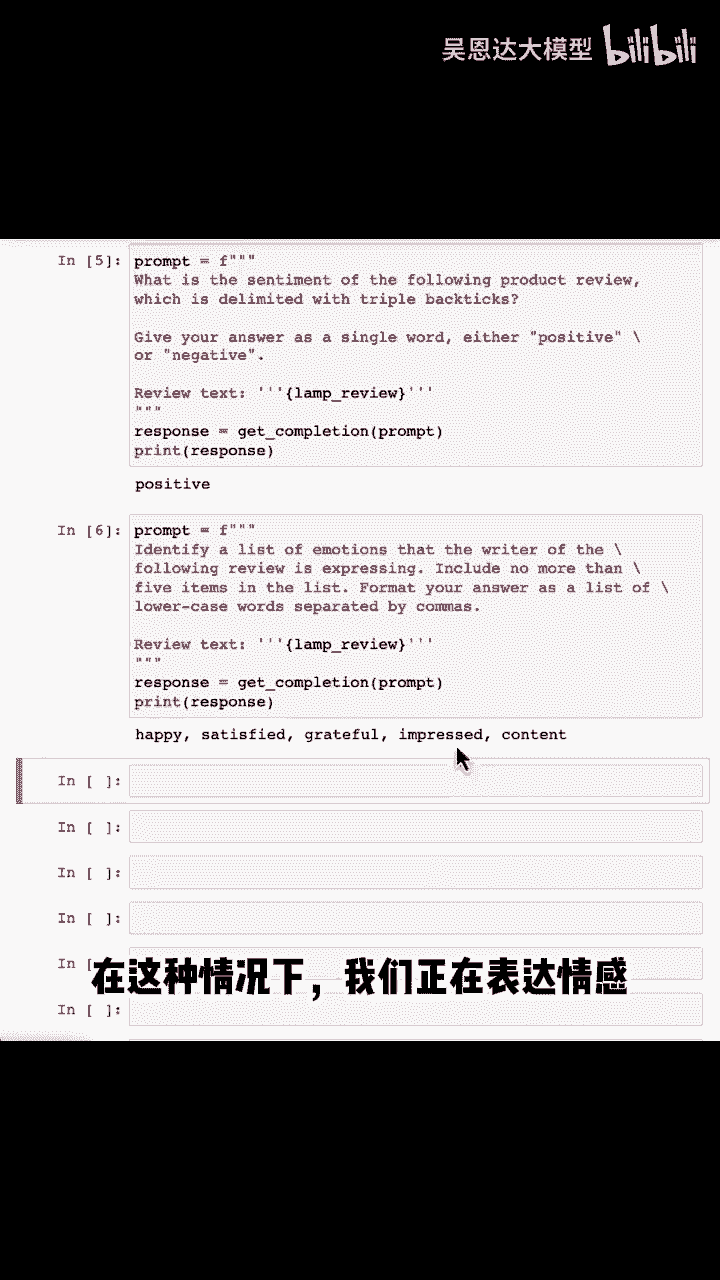 吴恩达大模型 bilibili
In [5]: prompt = f"""
What is the sentiment of the following product review,
which is delimited with triple backticks?
Give your answer as a single word, either "positive" \
or "negative".
Review text: '''{lamp_review}'''
"""
response = get_completion(prompt)
print(response)
positive
In [6]: prompt = f"""
Identify a list of emotions that the writer of the \
following review is expressing. Include no more than \
five items in the list. Format your answer as a list of \
lower-case words separated by commas.
Review text: '''{lamp_review}'''
"""
response = get_completion(prompt)
print(response)
happy, satisfied, grateful, impressed, content
In [ ]:
In [ ]:
In [ ]:
In [ ]:
In [
在这种情况下，我们正在表达情感
In [ ]: